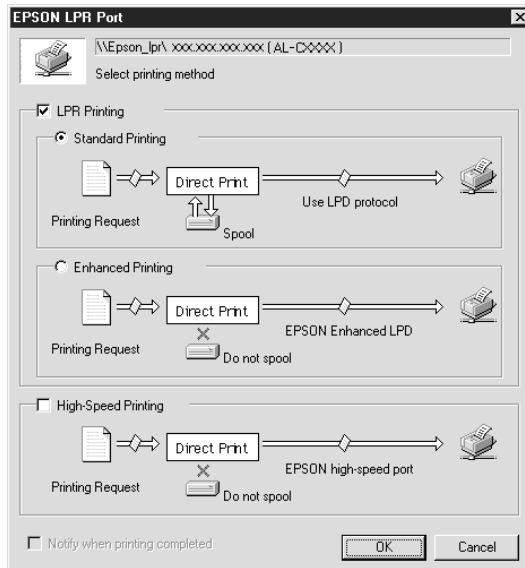 EPSON LPR Port
\\Epson_lpr\ xxx.xxx.xxx.xxx ( AL-CXXXX )
Select printing method
LPR Printing
Standard Printing
Direct Print
Use LPD protocol
Printing Request
Spool
Enhanced Printing
Direct Print
EPSON Enhanced LPD
Printing Request
Do not spool
High-Speed Printing
Direct Print
EPSON high-speed port
Printing Request
Do not spool
Notify when printing completed
OK
Cancel